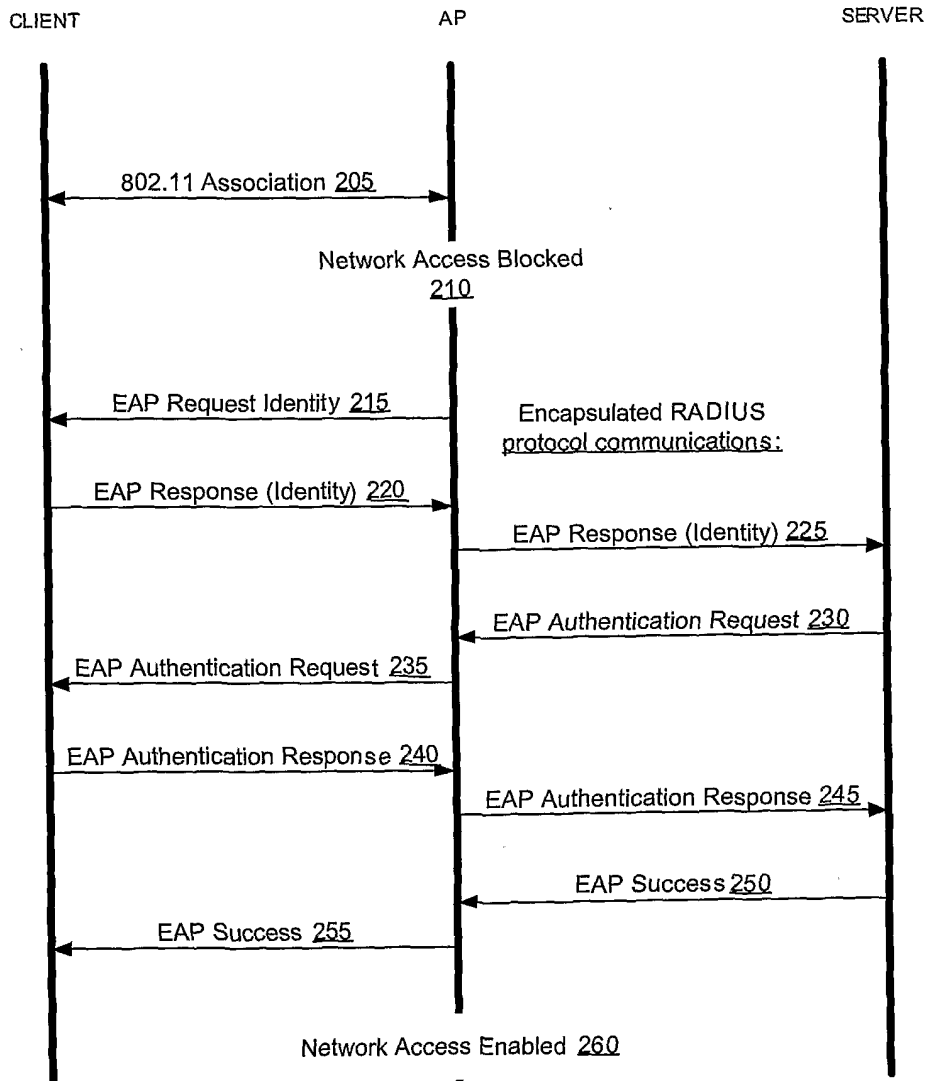 CLIENT
AP
SERVER
802.11 Association 205
Network Access Blocked
210
EAP Request Identity 215
Encapsulated RADIUS
protocol communications:
EAP Response (Identity) 220
EAP Response (Identity) 225
EAP Authentication Request 230
EAP Authentication Request 235
EAP Authentication Response 240
EAP Authentication Response 245
EAP Success 250
EAP Success 255
Network Access Enabled 260